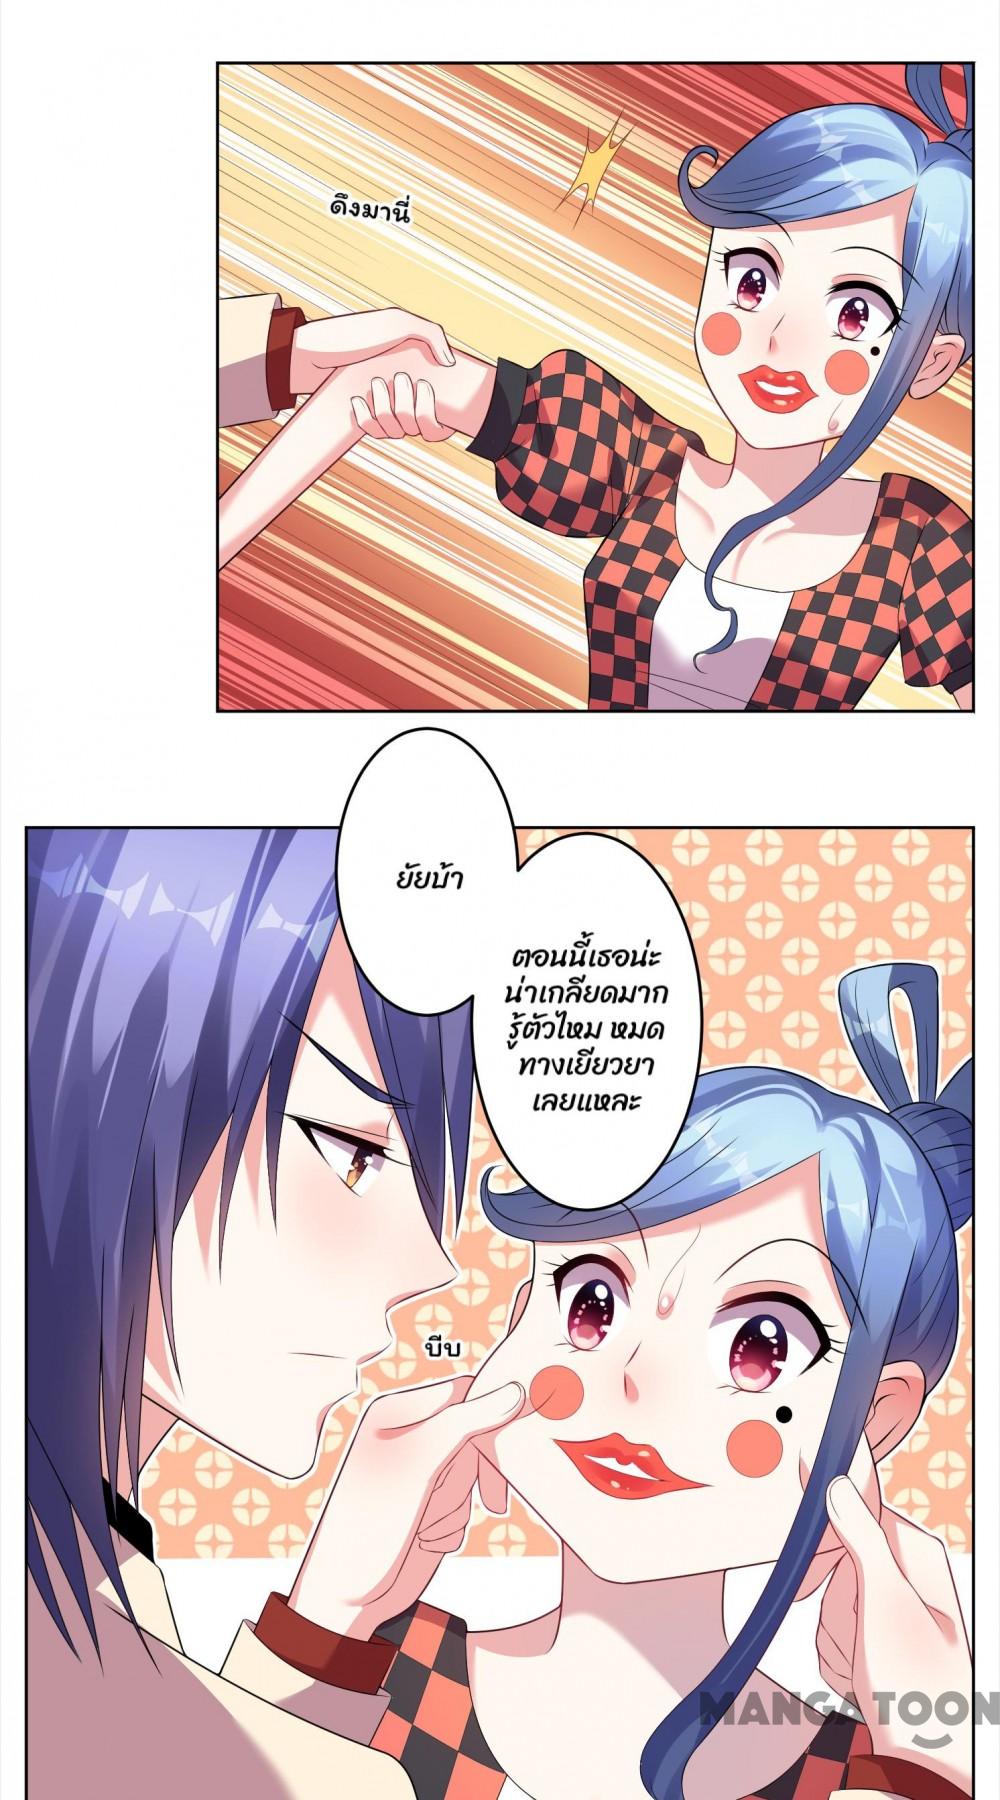 ดึงมานี่
ยัยบ้า
ตอนนี้เธอน่ะ
น่าเกลียดมาก
รู้ตัวไหม หมด
ทางเยียวยา
เลยแหละ
บีบ
MANGATOON